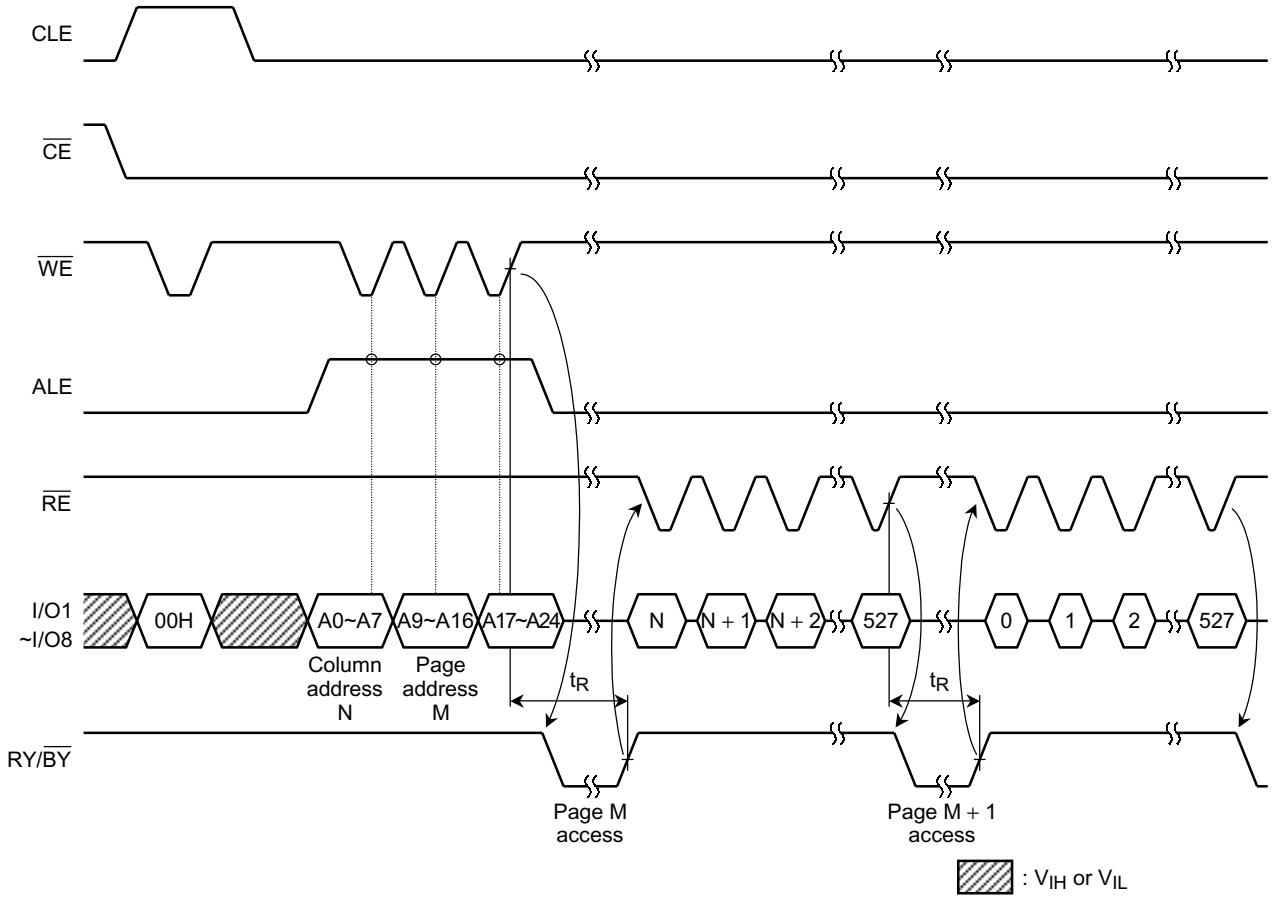 CLE
CE
WE
ALE
RE
I/O1
~I/O8
00H
A0~A7
A9~A16
A17~A24
N
N + 1
N + 2
527
0
1
2
527
Column
address
N
Page
address
M
tR
tR
RY/BY
Page M
access
Page M + 1
access
: VIH or VIL